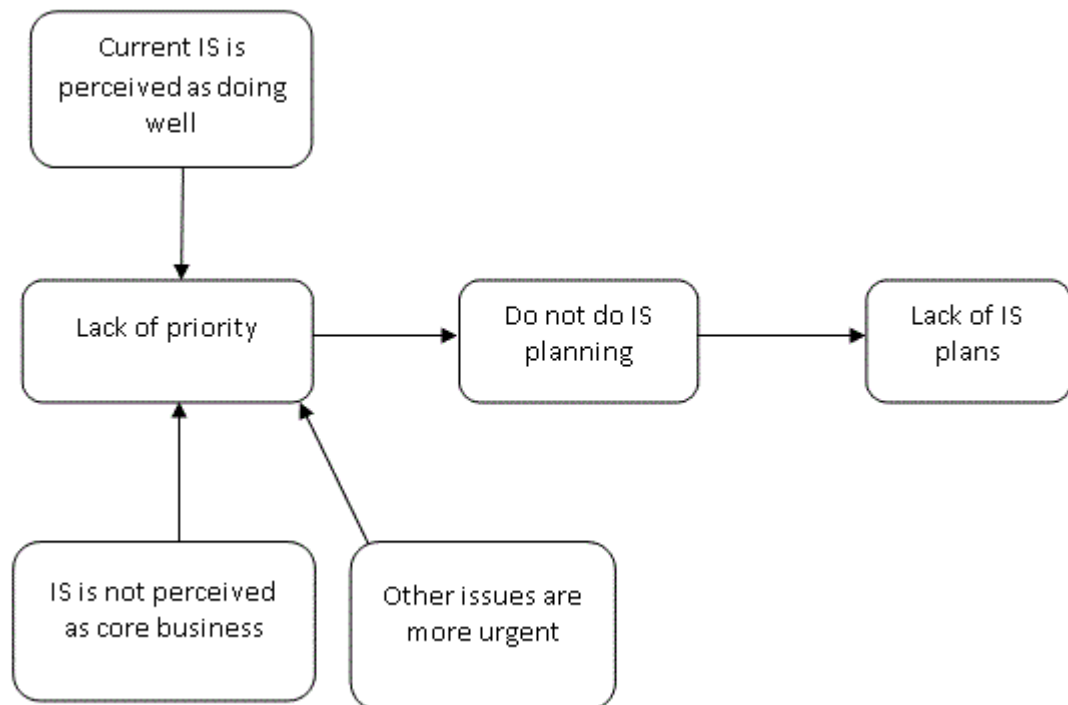 Current IS is
perceived as doing
well
Lack of priority
Do not do IS
planning
Lack of IS
plans
IS is not perceived
as core business
Other issues are
more urgent